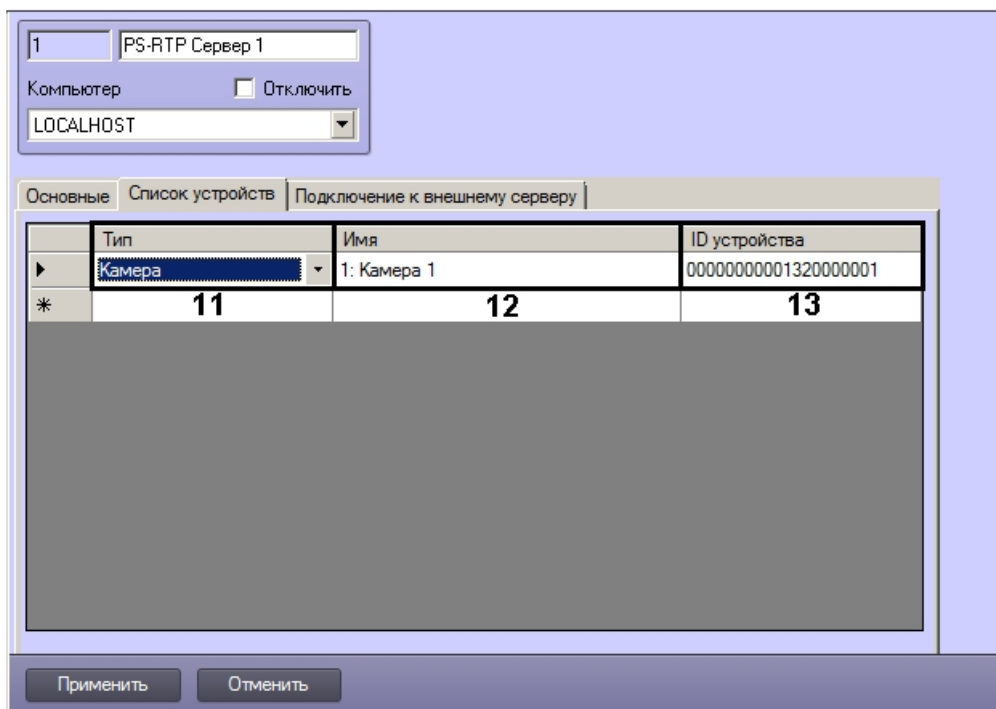 1 PS-RTP Сервер 1
Компьютер Отключить
LOCALHOST
Основные Список устройств Подключение к внешнему серверу
Тип Имя ID устройства
Камера 1: Камера 1 00000000001320000001
11 12 13
Применить Отменить